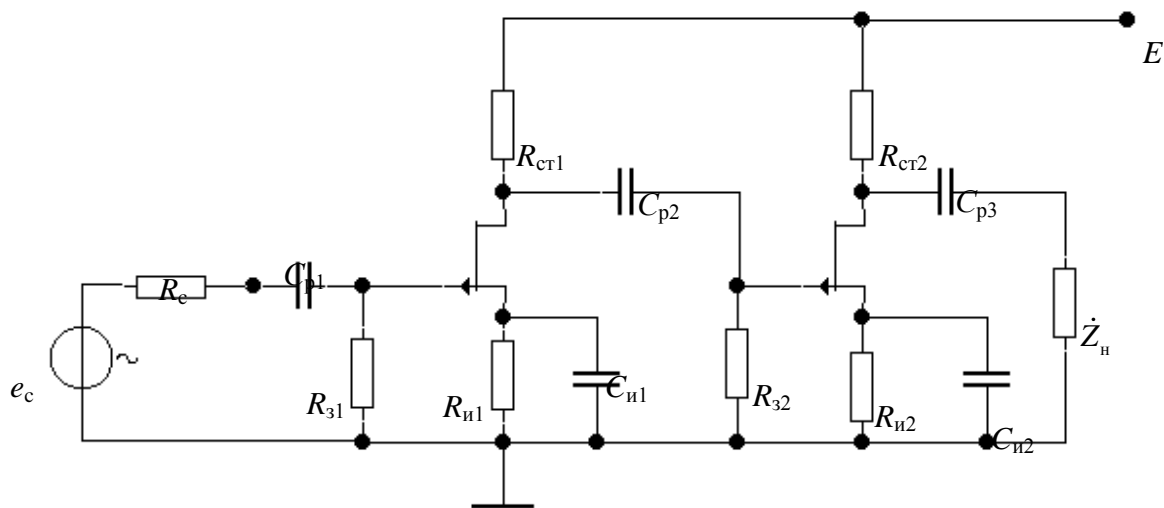 E
Rст1
Rст2
Cр2
Cр3
Cр1
Rс
Żн
eс
Rз1
Rи1
Cи1
Rз2
Rи2
Cи2